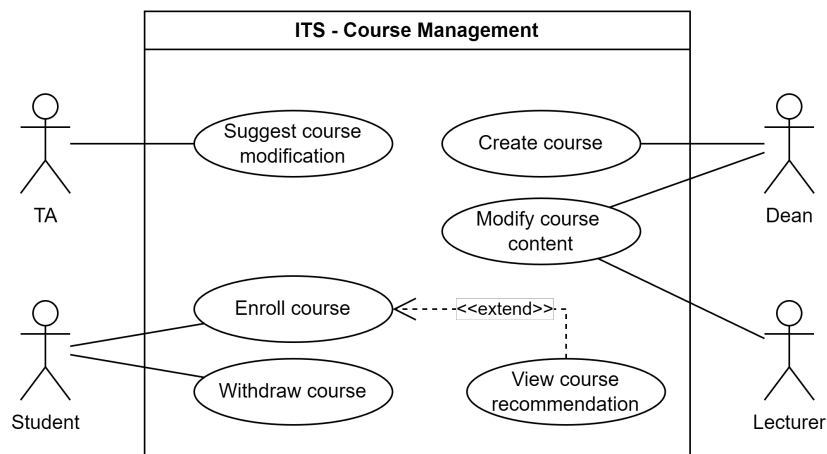 ITS - Course Management
Suggest course
modification
Create course
TA
Dean
Modify course
content
Enroll course
<<extend>>
Withdraw course
View course
recommendation
Student
Lecturer